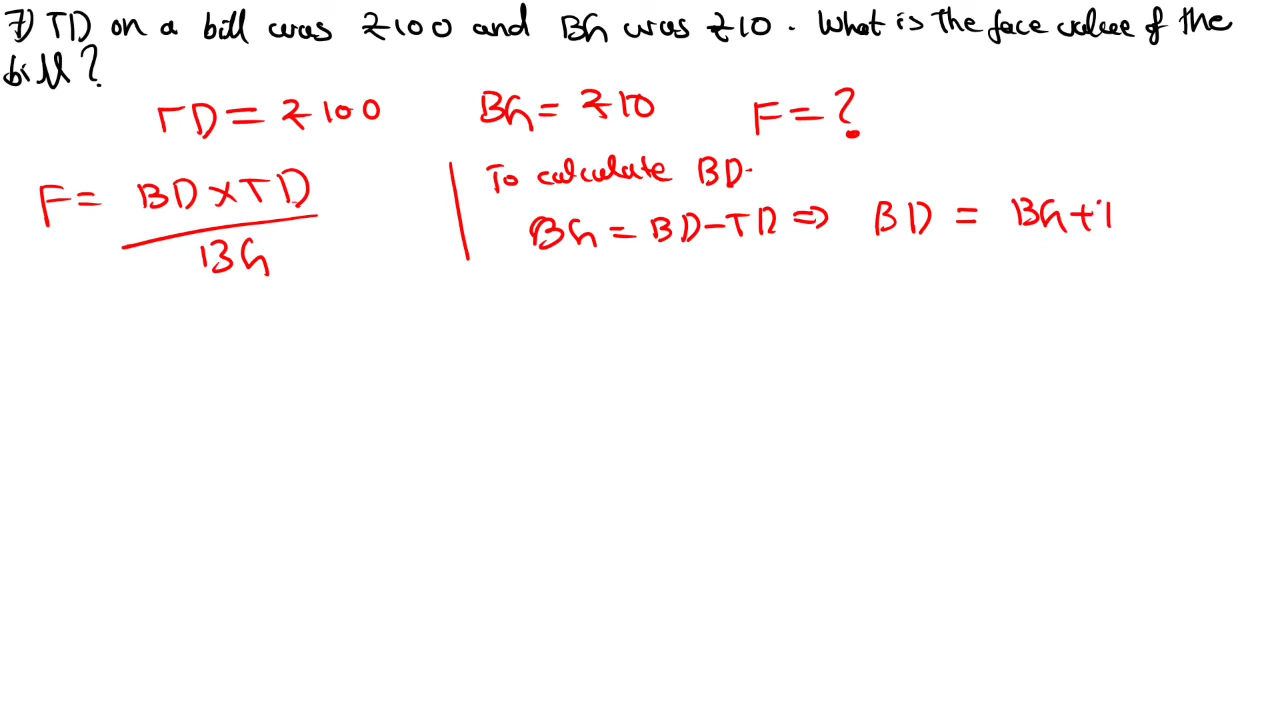 7) TD on a bill was ₹100 and BG was ₹10. What is the face value of the
bill?
TD = ₹100 BG = ₹10 F = ?
F = BD × TD
BG
To calculate BD.
BG = BD - TD ⇒ BD = BG +